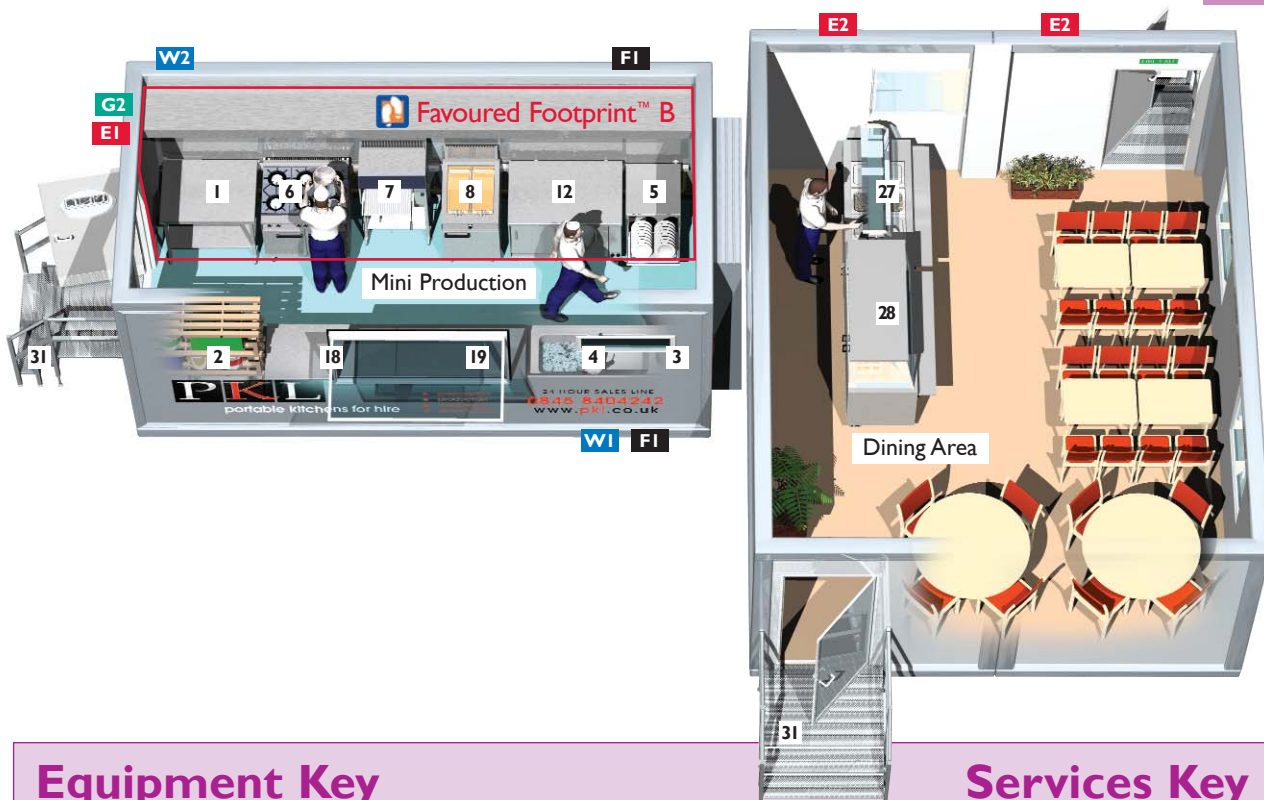 E2
E2
W2
F1
EXIT
G2
E1
Favoured Footprint™ B
1
6
7
8
12
5
27
Mini Production
28
31
2
18
19
4
3
PKL
portable kitchens for hire
24 HOUR SALES LINE
0845 8404242
www.pkl.co.uk
W1
F1
Dining Area
31
Equipment Key
Services Key